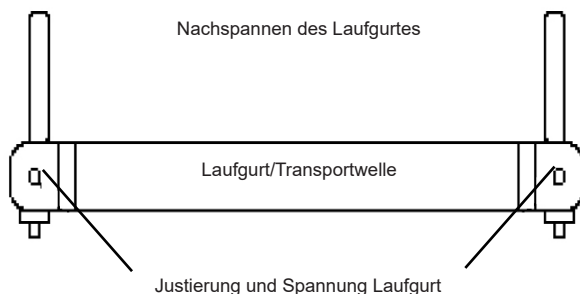 Nachspannen des Laufgurtes
Laufgurt/Transportwelle
Justierung und Spannung Laufgurt